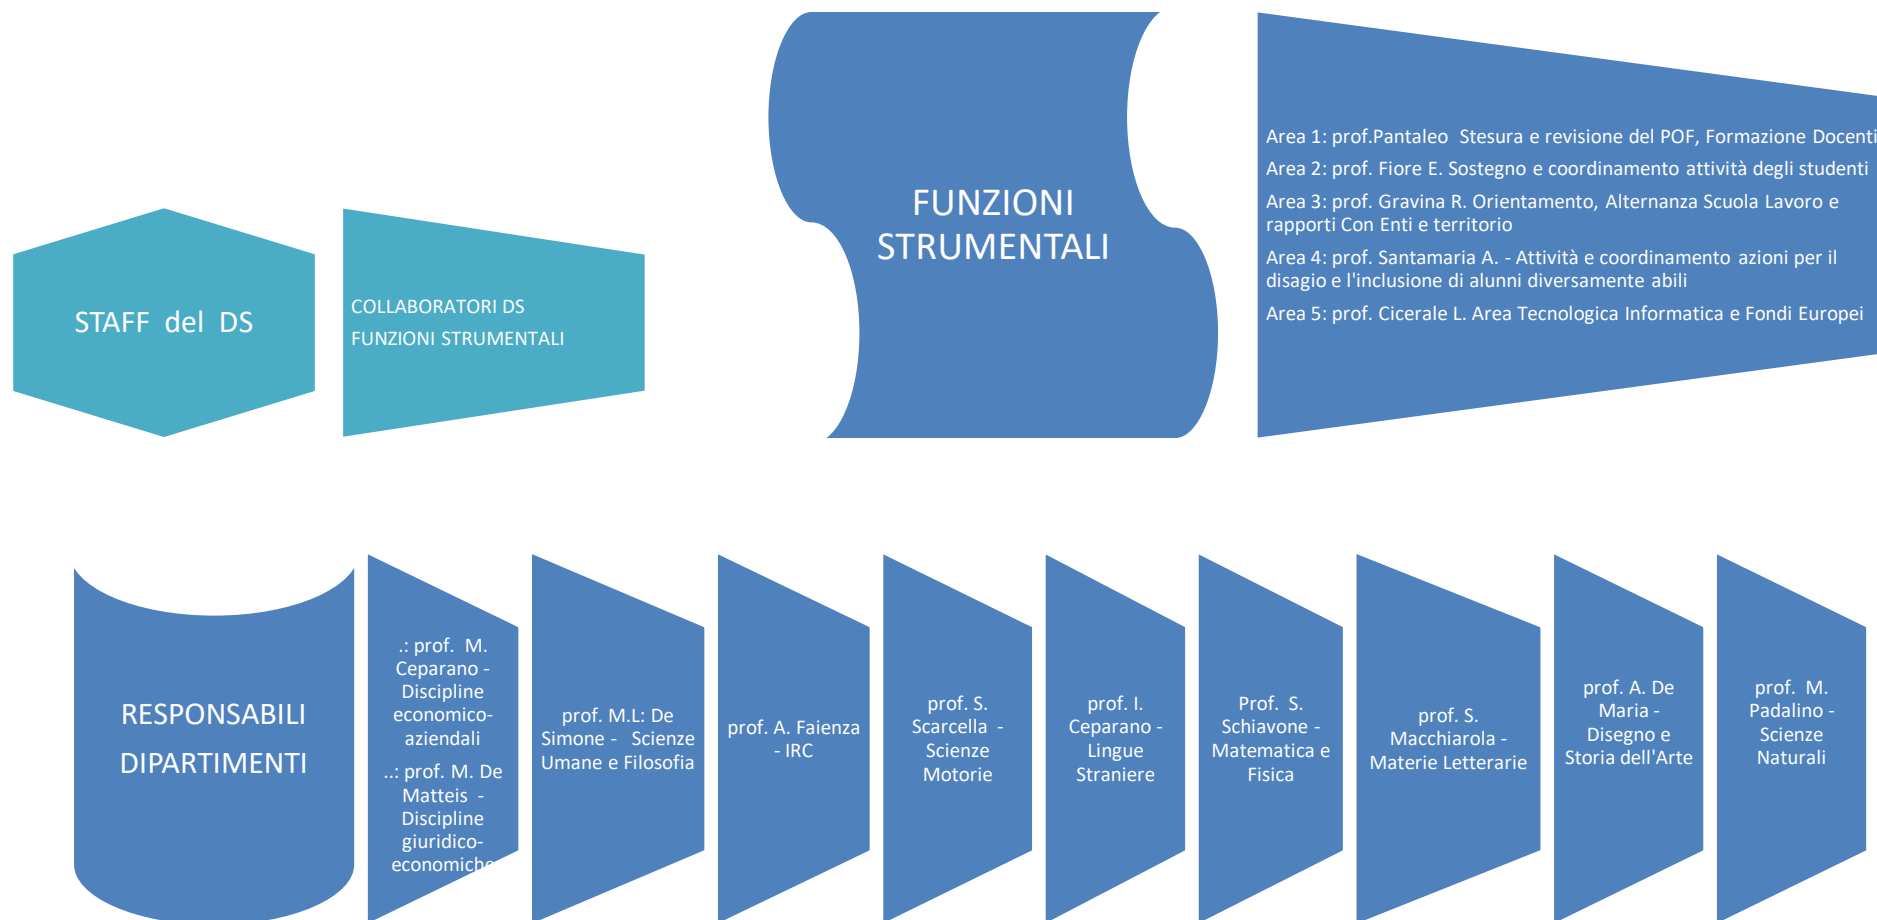 FUNZIONI
STRUMENTALI
Area 1: prof.Pantaleo  Stesura e revisione del POF, Formazione Docenti
Area 2: prof. Fiore E. Sostegno e coordinamento attività degli studenti
Area 3: prof. Gravina R. Orientamento, Alternanza Scuola Lavoro e
rapporti Con Enti e territorio
Area 4: prof. Santamaria A. - Attività e coordinamento azioni per il
disagio e l'inclusione di alunni diversamente abili
Area 5: prof. Cicerale L. Area Tecnologica Informatica e Fondi Europei
STAFF del DS
COLLABORATORI DS
FUNZIONI STRUMENTALI
RESPONSABILI
DIPARTIMENTI
.: prof. M.
Ceparano -
Discipline
economico-
aziendali
..: prof. M. De
Matteis -
Discipline
giuridico-
economiche
prof. M.L: De
Simone - Scienze
Umane e Filosofia
prof. A. Faienza
- IRC
prof. S.
Scarcella -
Scienze
Motorie
prof. I.
Ceparano -
Lingue
Straniere
Prof. S.
Schiavone -
Matematica e
Fisica
prof. S.
Macchiarola -
Materie Letterarie
prof. A. De
Maria -
Disegno e
Storia dell'Arte
prof. M.
Padalino -
Scienze
Naturali